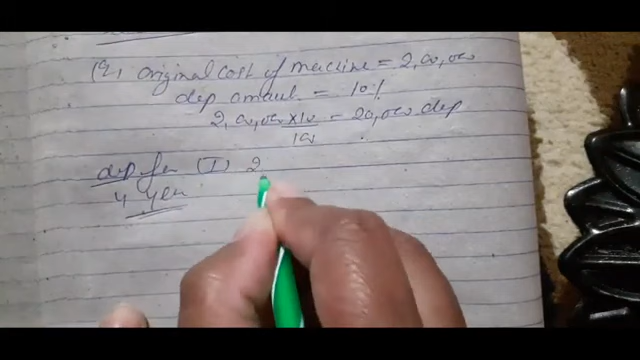 (Q, original cost of machine = 2,00,000
dep amount = 10%
2,00,000 × 10 = 20,000 dep
100
dep for (I) 2
4 year